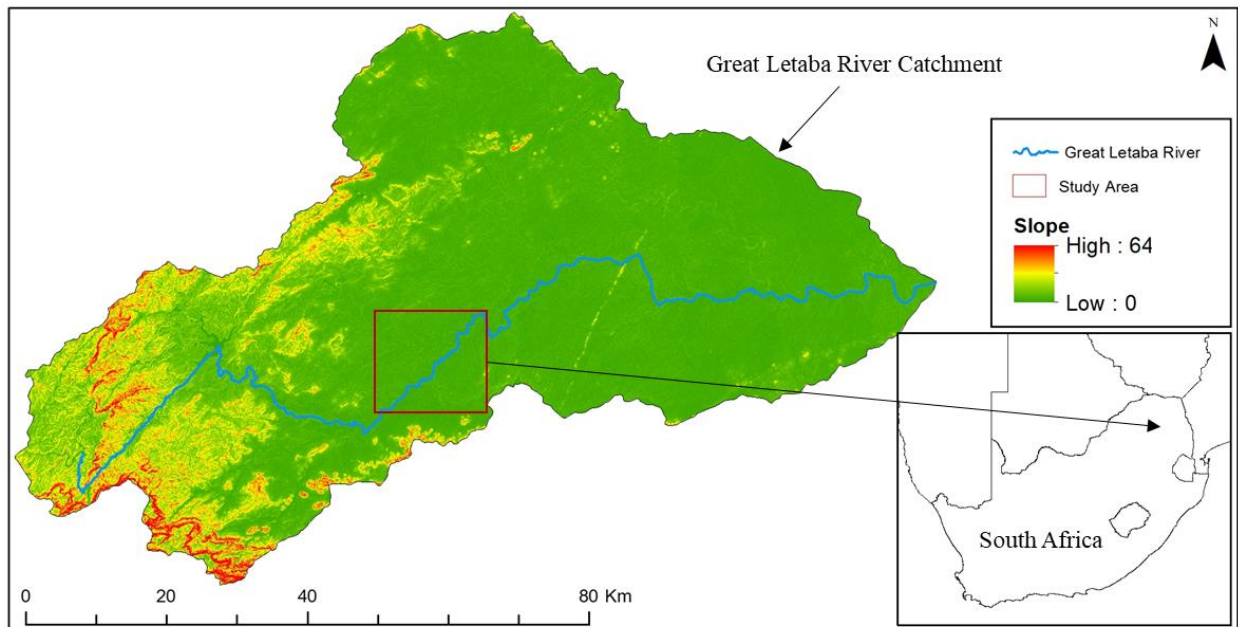 N
Great Letaba River Catchment
Great Letaba River
Study Area
Slope
High : 64
Low : 0
South Africa
0 20 40 80 Km